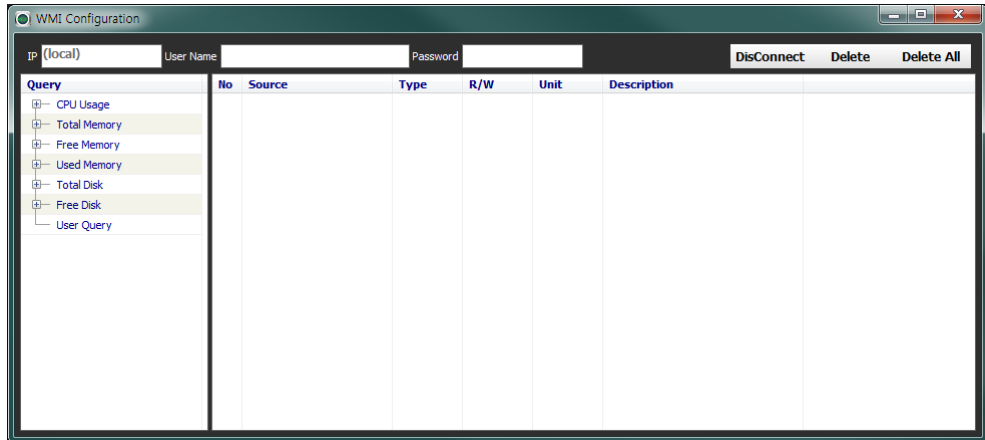 WMI Configuration
IP (local) User Name Password DisConnect Delete Delete All
Query No Source Type R/W Unit Description
CPU Usage
Total Memory
Free Memory
Used Memory
Total Disk
Free Disk
User Query